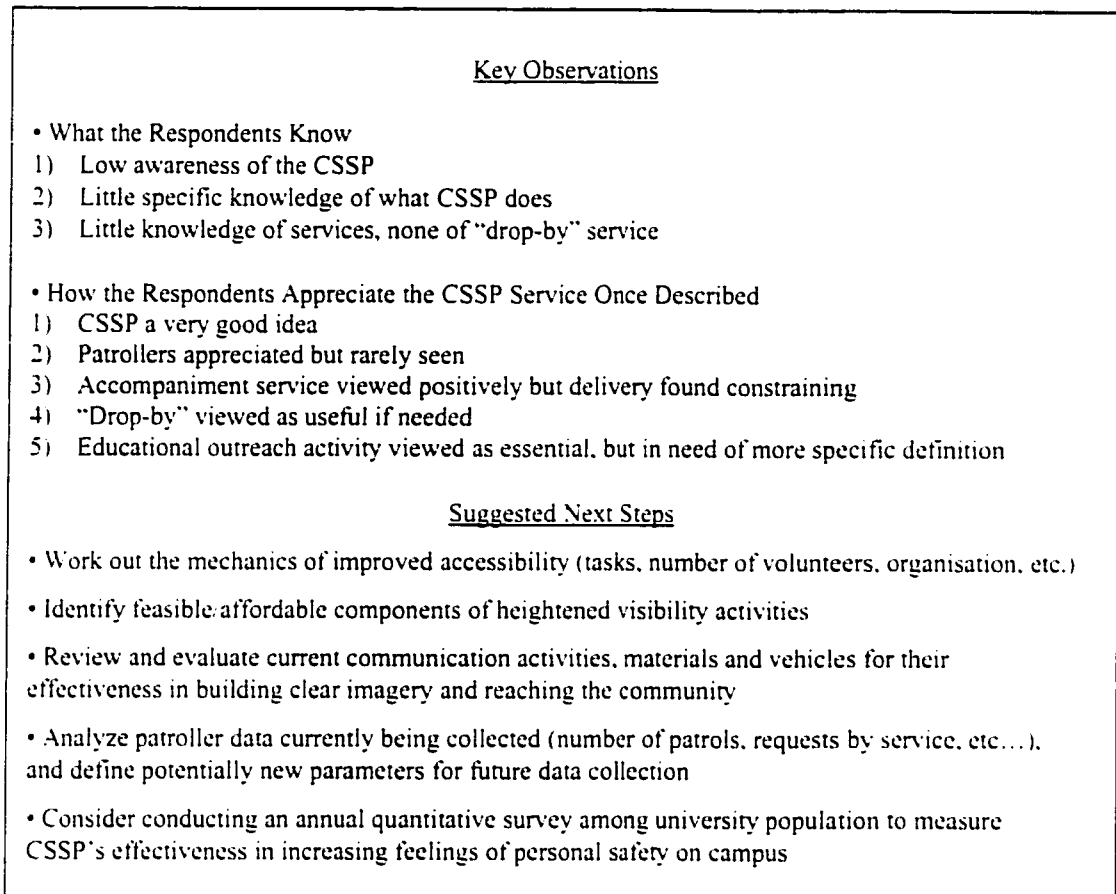 Key Observations
• What the Respondents Know
1) Low awareness of the CSSP
2) Little specific knowledge of what CSSP does
3) Little knowledge of services, none of "drop-by" service
• How the Respondents Appreciate the CSSP Service Once Described
1) CSSP a very good idea
2) Patrollers appreciated but rarely seen
3) Accompaniment service viewed positively but delivery found constraining
4) "Drop-by" viewed as useful if needed
5) Educational outreach activity viewed as essential, but in need of more specific definition
Suggested Next Steps
• Work out the mechanics of improved accessibility (tasks, number of volunteers, organisation, etc.)
• Identify feasible/affordable components of heightened visibility activities
• Review and evaluate current communication activities, materials and vehicles for their
effectiveness in building clear imagery and reaching the community
• Analyze patroller data currently being collected (number of patrols, requests by service, etc...),
and define potentially new parameters for future data collection
• Consider conducting an annual quantitative survey among university population to measure
CSSP's effectiveness in increasing feelings of personal safety on campus